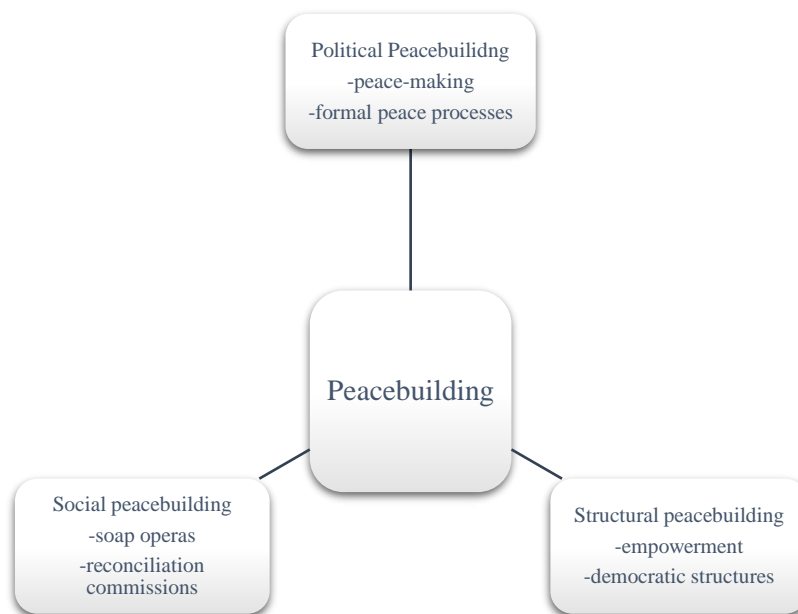 Political Peacebuilidng
-peace-making
-formal peace processes
Peacebuilding
Social peacebuilding
-soap operas
-reconciliation
commissions
Structural peacebuilding
-empowerment
-democratic structures